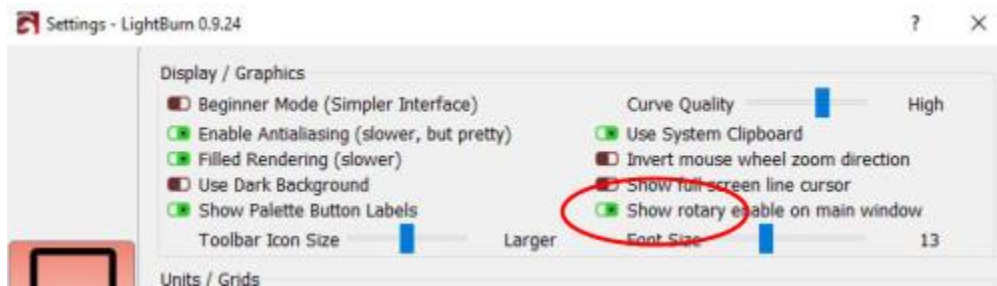 Settings - LightBurn 0.9.24 ? ×
Display / Graphics
Beginner Mode (Simpler Interface) Curve Quality High
Enable Antialiasing (slower, but pretty) Use System Clipboard
Filled Rendering (slower) Invert mouse wheel zoom direction
Use Dark Background Show full screen line cursor
Show Palette Button Labels Show rotary enable on main window
Toolbar Icon Size Larger Font Size 13
Units / Grids